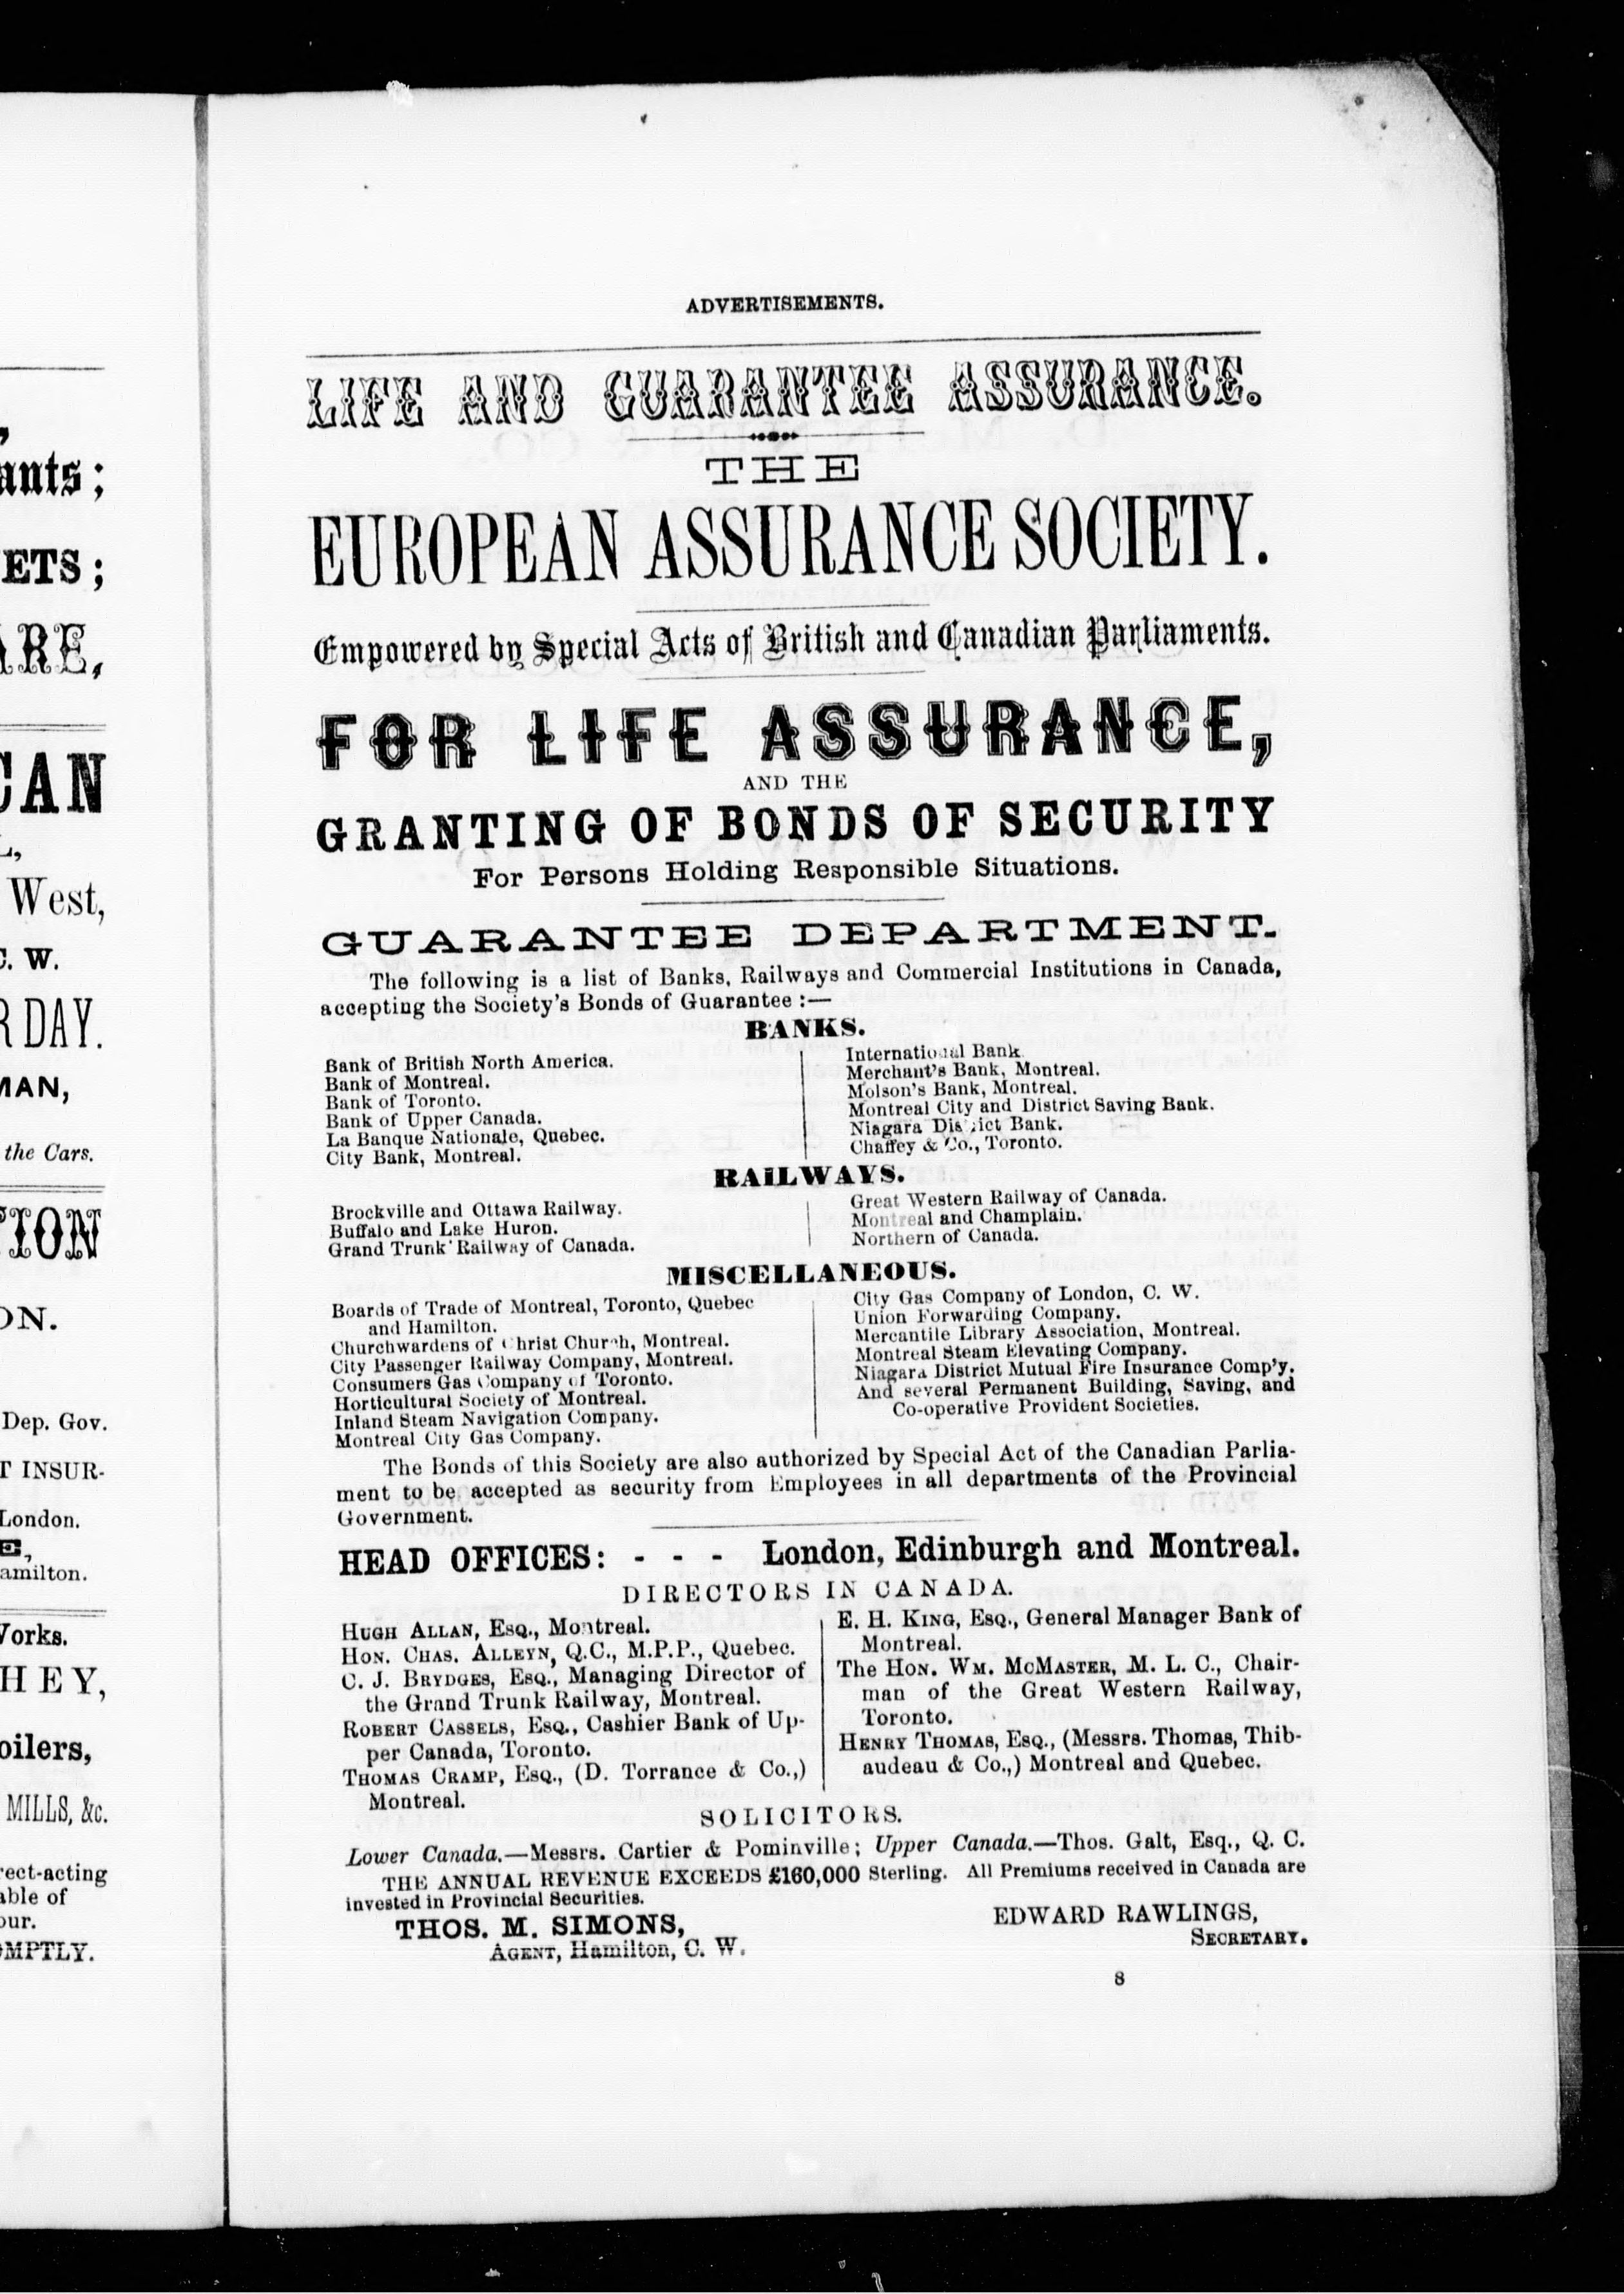 ,
ants;
ETS;
ARE,
CAN
L,
West,
C. W.
R DAY.
MAN,
the Cars.
TION
ON.
Dep. Gov.
T INSUR-
London.
E,
amilton.
Works.
HEY,
oilers,
MILLS, &c.
rect-acting
able of
our.
OMPTLY.
ADVERTISEMENTS.
LIFE AND GUARANTEE ASSURANCE.
THE
EUROPEAN ASSURANCE SOCIETY.
Empowered by Special Acts of British and Canadian Parliaments.
FOR LIFE ASSURANCE,
AND THE
GRANTING OF BONDS OF SECURITY
For Persons Holding Responsible Situations.
GUARANTEE DEPARTMENT.
The following is a list of Banks, Railways and Commercial Institutions in Canada,
accepting the Society's Bonds of Guarantee :—
BANKS.
Bank of British North America.
Bank of Montreal.
Bank of Toronto.
Bank of Upper Canada.
La Banque Nationale, Quebec.
City Bank, Montreal.
International Bank.
Merchant's Bank, Montreal.
Molson's Bank, Montreal.
Montreal City and District Saving Bank.
Niagara District Bank.
Chaffey & Co., Toronto.
RAILWAYS.
Brockville and Ottawa Railway.
Buffalo and Lake Huron.
Grand Trunk Railway of Canada.
Great Western Railway of Canada.
Montreal and Champlain.
Northern of Canada.
MISCELLANEOUS.
Boards of Trade of Montreal, Toronto, Quebec
and Hamilton.
Churchwardens of Christ Church, Montreal.
City Passenger Railway Company, Montreal.
Consumers Gas Company of Toronto.
Horticultural Society of Montreal.
Inland Steam Navigation Company.
Montreal City Gas Company.
City Gas Company of London, C. W.
Union Forwarding Company.
Mercantile Library Association, Montreal.
Montreal Steam Elevating Company.
Niagara District Mutual Fire Insurance Comp'y.
And several Permanent Building, Saving, and
Co-operative Provident Societies.
The Bonds of this Society are also authorized by Special Act of the Canadian Parlia-
ment to be accepted as security from Employees in all departments of the Provincial
Government.
HEAD OFFICES: - - - London, Edinburgh and Montreal.
DIRECTORS IN CANADA.
HUGH ALLAN, ESQ., Montreal.
HON. CHAS. ALLEYN, Q.C., M.P.P., Quebec.
C. J. BRYDGES, ESQ., Managing Director of
the Grand Trunk Railway, Montreal.
ROBERT CASSELS, ESQ., Cashier Bank of Up-
per Canada, Toronto.
THOMAS CRAMP, ESQ., (D. Torrance & Co.,)
Montreal.
E. H. KING, ESQ., General Manager Bank of
Montreal.
The HON. WM. MCMASTER, M. L. C., Chair-
man of the Great Western Railway,
Toronto.
HENRY THOMAS, ESQ., (Messrs. Thomas, Thib-
audeau & Co.,) Montreal and Quebec.
SOLICITORS.
Lower Canada.—Messrs. Cartier & Pominville; Upper Canada.—Thos. Galt, Esq., Q. C.
THE ANNUAL REVENUE EXCEEDS £160,000 Sterling. All Premiums received in Canada are
invested in Provincial Securities.
THOS. M. SIMONS,
AGENT, Hamilton, C. W.
EDWARD RAWLINGS,
SECRETARY.
8